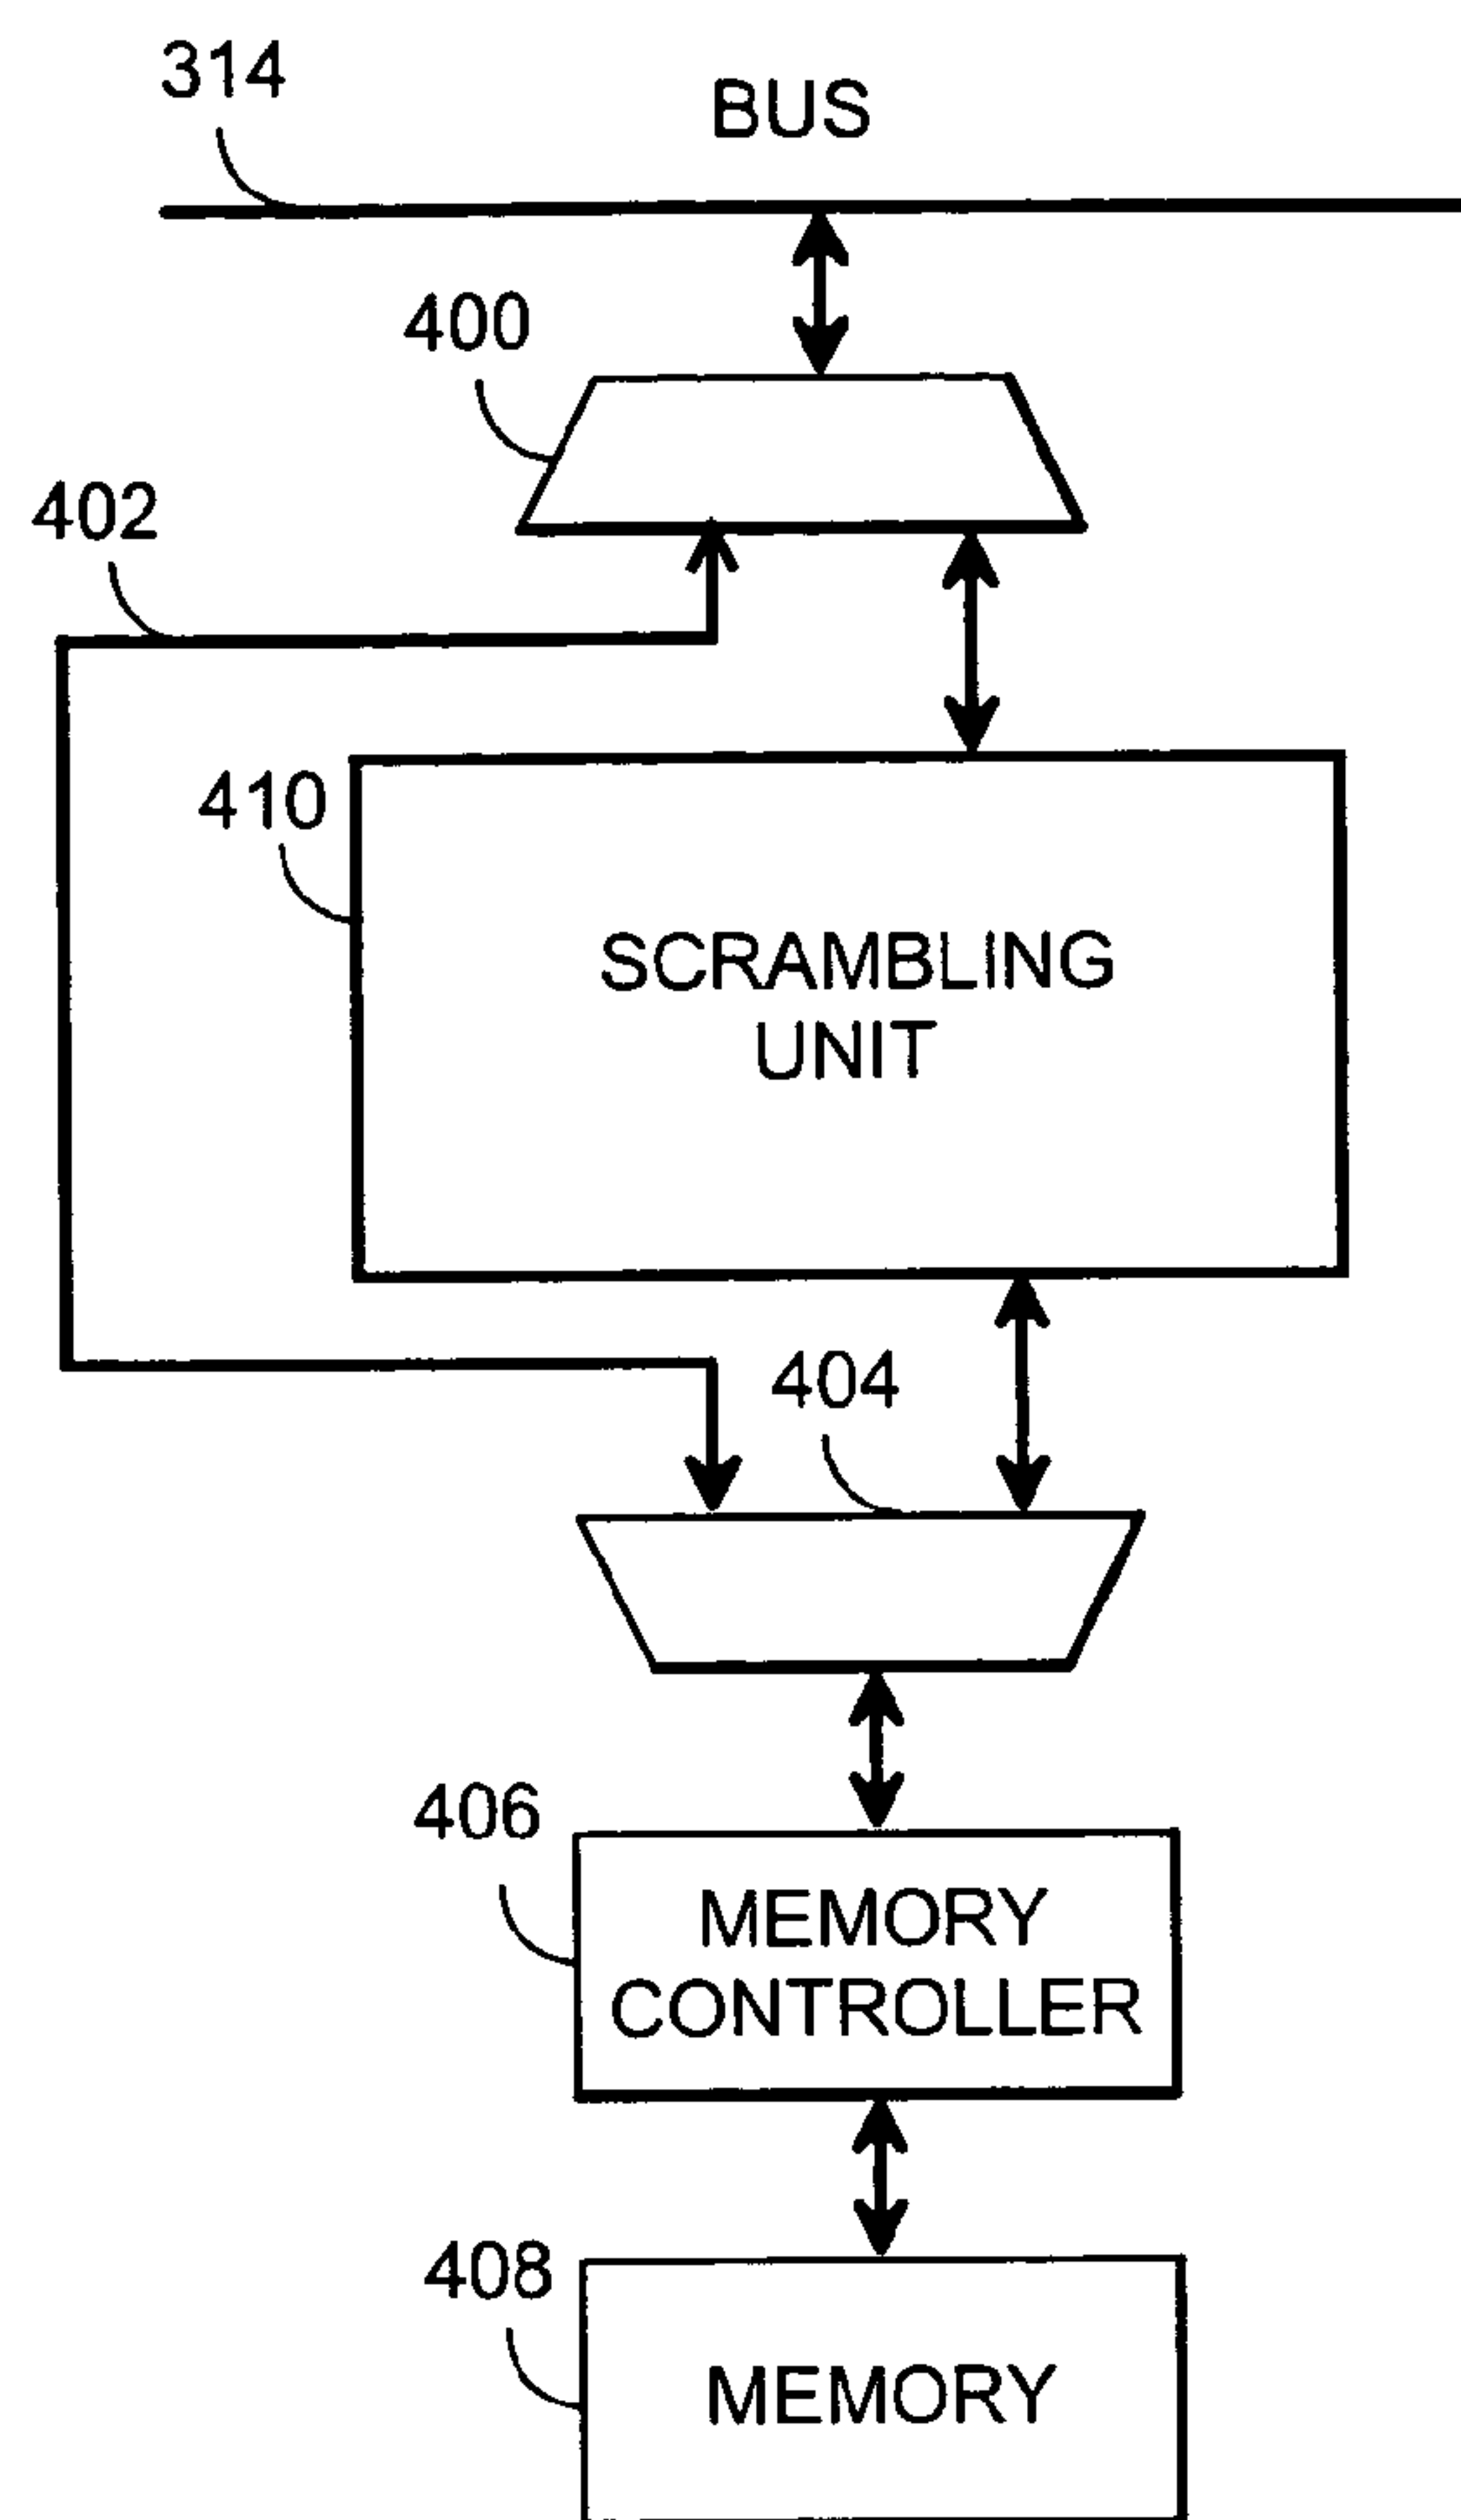 314
BUS
400
402
410
SCRAMBLING
UNIT
404
406
MEMORY
CONTROLLER
408
MEMORY